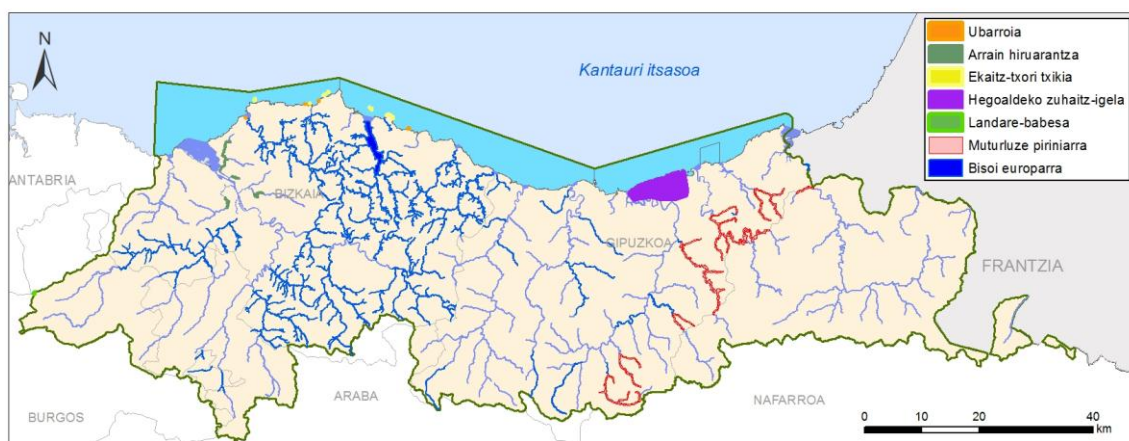 N
Kantauri itsasoa
Ubarroia
Arrain hiruarantza
Ekaitz-txori txikia
Hegoaldeko zuhaitz-igela
Landare-babesa
Muturluze piriniarra
Bisoi europarra
ANTABRIA
BIZKAIA
GIPUZKOA
FRANTZIA
ARABA
NAFARROA
BURGOS
0 10 20 40
km